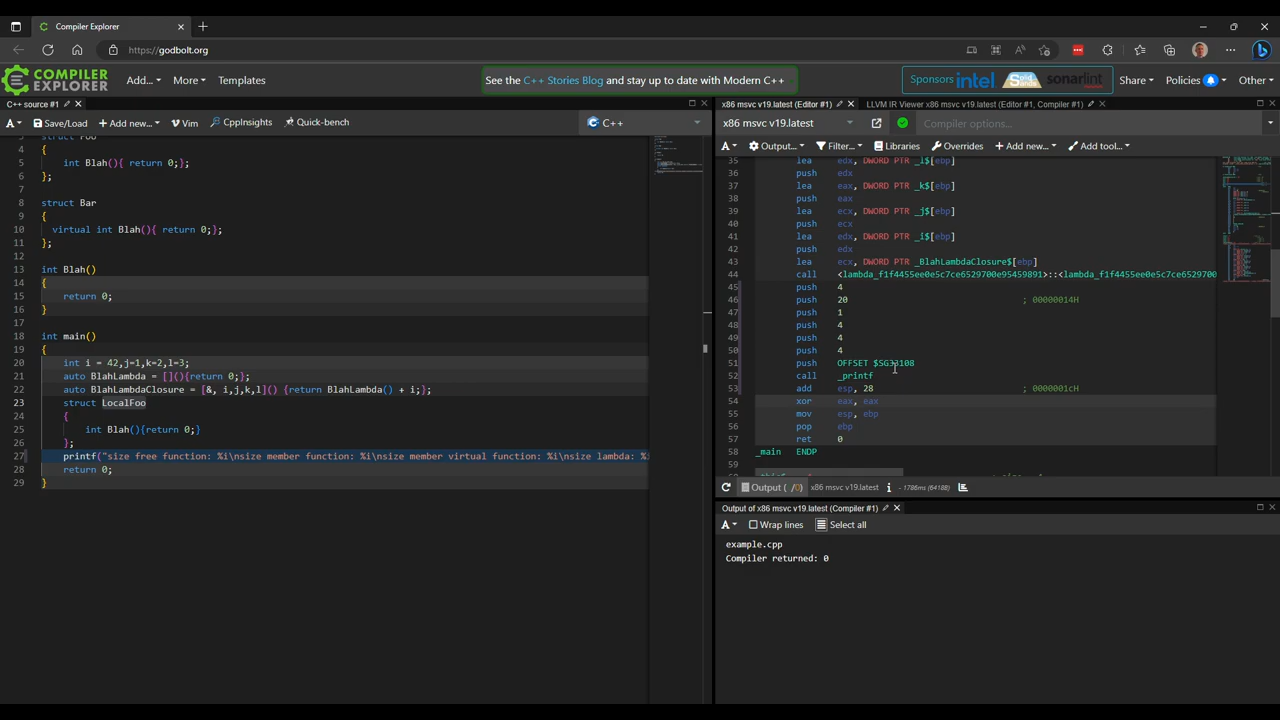 Compiler Explorer
https://godbolt.org
COMPILER EXPLORER
Add...
More
Templates
See the C++ Stories Blog and stay up to date with Modern C++
Sponsors
intel
sonarlint
Share
Policies
Other
C++ source #1
A
Save/Load
Add new...
Vim
CppInsights
Quick-bench
C++
4 {
5 int Blah(){ return 0;};
6 };
7
8 struct Bar
9 {
10 virtual int Blah(){ return 0;};
11 };
12
13 int Blah()
14 {
15 return 0;
16 }
17
18 int main()
19 {
20 int i = 42,j=1,k=2,l=3;
21 auto BlahLambda = [](){return 0;};
22 auto BlahLambdaClosure = [&, i,j,k,l]() {return BlahLambda() + i;};
23 struct LocalFoo
24 {
25 int Blah(){return 0;}
26 };
27 printf("size free function: %i\nsize member function: %i\nsize member virtual function: %i\nsize lambda: %
28 return 0;
29 }
x86 msvc v19.latest (Editor #1)
LLVM IR Viewer x86 msvc v19.latest (Editor #1, Compiler #1)
x86 msvc v19.latest
Compiler options...
A
Output...
Filter...
Libraries
Overrides
Add new...
Add tool...
35 lea edx, DWORD PTR _l$[ebp]
36 push edx
37 lea eax, DWORD PTR _k$[ebp]
38 push eax
39 lea ecx, DWORD PTR _j$[ebp]
40 push ecx
41 lea edx, DWORD PTR _i$[ebp]
42 push edx
43 lea ecx, DWORD PTR _BlahLambdaClosure$[ebp]
44 call <lambda_f1f4455ee0e5c7ce6529700e95459891>::<lambda_f1f4455ee0e5c7ce6529700
45 push 4
46 push 20 ; 00000014H
47 push 1
48 push 4
49 push 4
50 push 4
51 push OFFSET
52 call _printf
53 add esp, 28 ; 0000001cH
54 xor eax, eax
55 mov esp, ebp
56 pop ebp
57 ret 0
58 _main ENDP
59
Output ( /0)
x86 msvc v19.latest
- 1786ms (6418B)
Output of x86 msvc v19.latest (Compiler #1)
A
Wrap lines
Select all
example.cpp
Compiler returned: 0